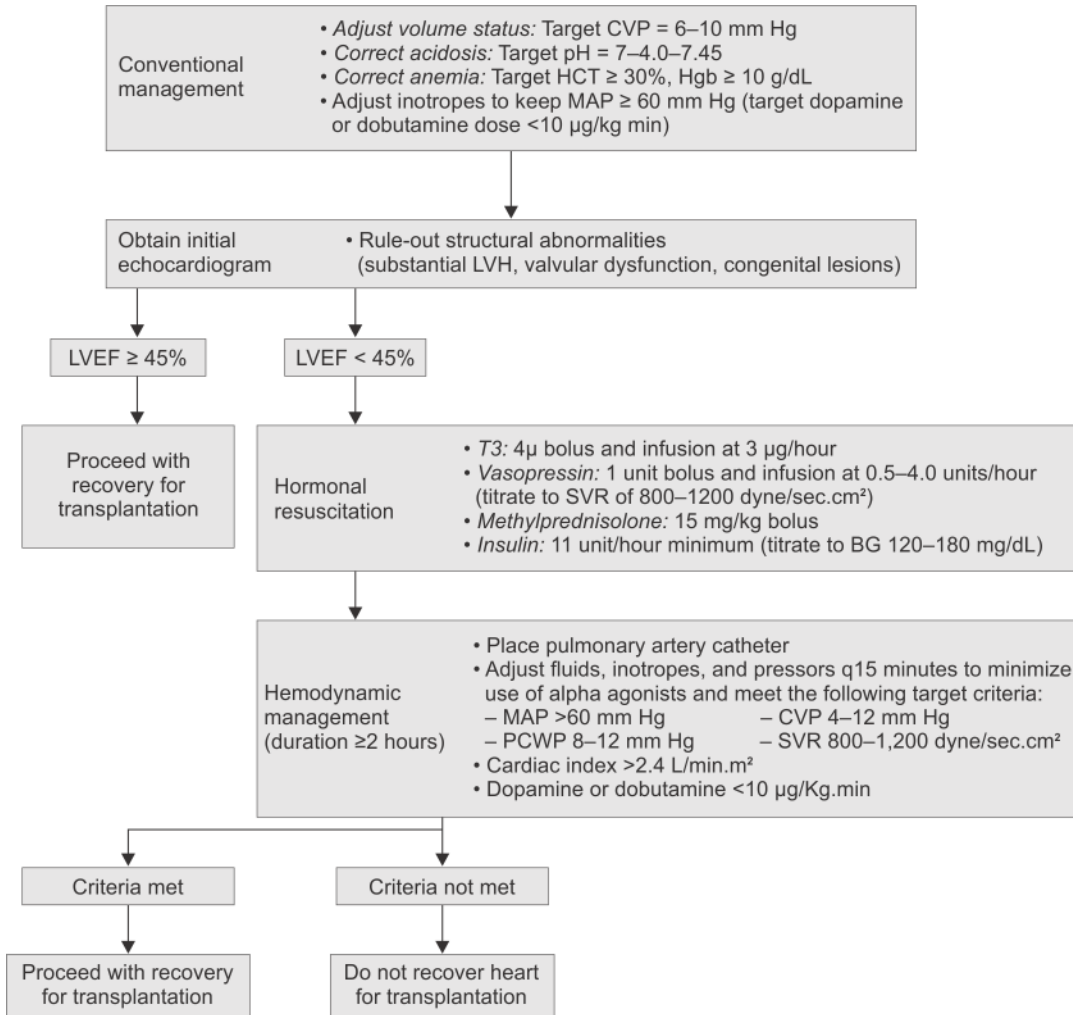 Conventional
management
• Adjust volume status: Target CVP = 6–10 mm Hg
• Correct acidosis: Target pH = 7–4.0–7.45
• Correct anemia: Target HCT ≥ 30%, Hgb ≥ 10 g/dL
• Adjust inotropes to keep MAP ≥ 60 mm Hg (target dopamine
or dobutamine dose <10 μg/kg min)
Obtain initial
echocardiogram
• Rule-out structural abnormalities
(substantial LVH, valvular dysfunction, congenital lesions)
LVEF ≥ 45%
LVEF < 45%
Proceed with
recovery for
transplantation
Hormonal
resuscitation
• T3: 4μ bolus and infusion at 3 μg/hour
• Vasopressin: 1 unit bolus and infusion at 0.5–4.0 units/hour
(titrate to SVR of 800–1200 dyne/sec.cm²)
• Methylprednisolone: 15 mg/kg bolus
• Insulin: 11 unit/hour minimum (titrate to BG 120–180 mg/dL)
Hemodynamic
management
(duration ≥2 hours)
• Place pulmonary artery catheter
• Adjust fluids, inotropes, and pressors q15 minutes to minimize
use of alpha agonists and meet the following target criteria:
– MAP >60 mm Hg – CVP 4–12 mm Hg
– PCWP 8–12 mm Hg – SVR 800–1,200 dyne/sec.cm²
• Cardiac index >2.4 L/min.m²
• Dopamine or dobutamine <10 μg/Kg.min
Criteria met
Criteria not met
Proceed with recovery
for transplantation
Do not recover heart
for transplantation